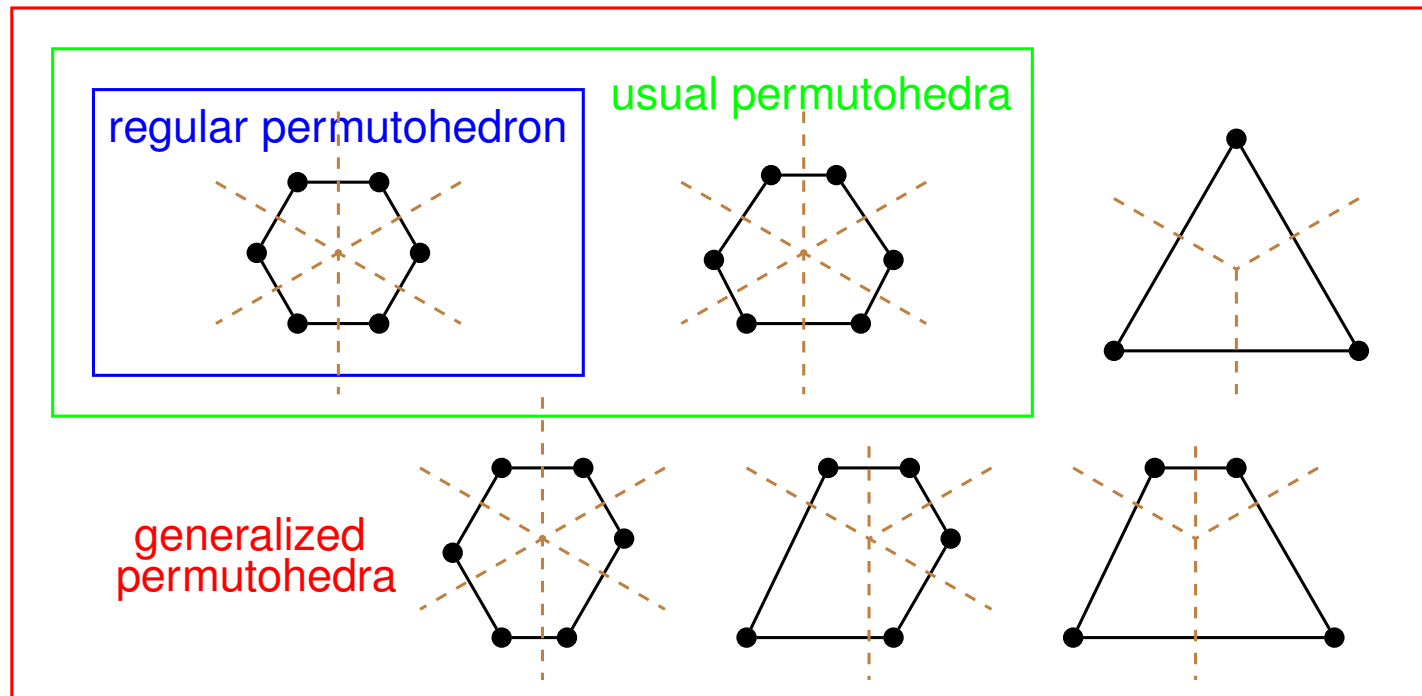 usual permutohedra
regular permutohedron
generalized
permutohedra